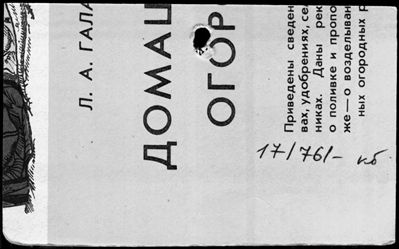 Л. А. ГАЛА
ДОМАШ
ОГОР
Приведены сведен
вах, удобрениях, се
никах. Даны рек
о поливке и пропо
же — о возделыван
ных огородных р
17/761- кб